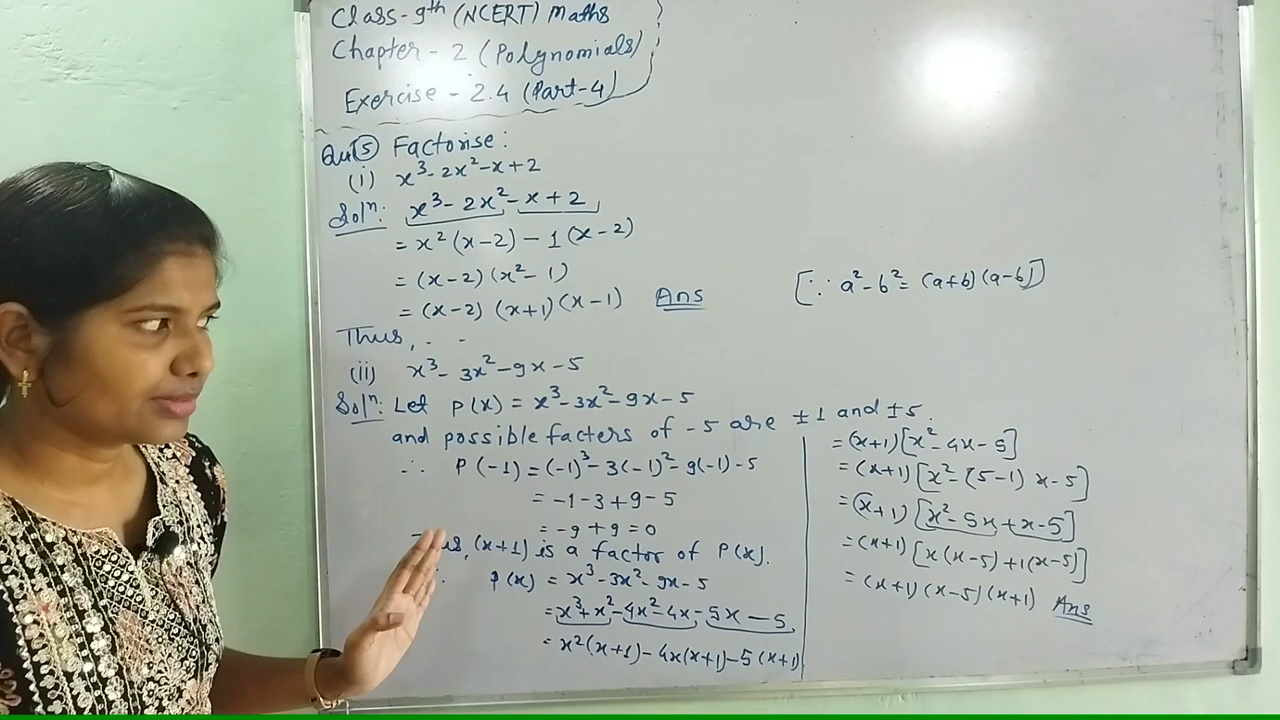 Class-9th (NCERT) Maths
Chapter - 2 (Polynomials)
Exercise - 2.4 (Part-4)
Qu.⑤ Factorise:
(i) x³-2x²-x+2
Solⁿ: x³-2x²-x+2
= x²(x-2)-1(x-2)
= (x-2)(x²-1)
= (x-2)(x+1)(x-1) Ans
[∵ a²-b² = (a+b)(a-b)]
Thus, . -
(ii) x³-3x²-9x-5
Solⁿ: Let P(x) = x³-3x²-9x-5
and possible facters of -5 are ±1 and ±5.
∴ P(-1) = (-1)³-3(-1)²-9(-1)-5
= -1-3+9-5
= -9+9=0
(x+1) is a factor of P(x).
P(x) = x³-3x²-9x-5
= x³+x²-4x²-4x-5x-5
= x²(x+1)-4x(x+1)-5(x+1)
= (x+1)[x²-4x-5]
= (x+1)[x²-(5-1)x-5]
= (x+1)[x²-5x+x-5]
= (x+1)[x(x-5)+1(x-5)]
= (x+1)(x-5)(x+1) Ans